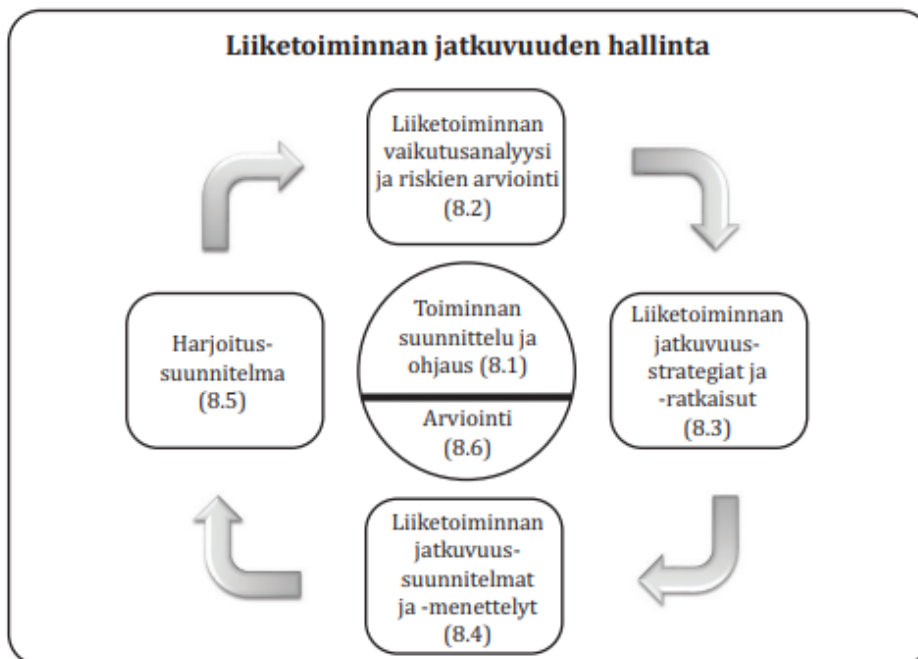 Liiketoiminnan jatkuvuuden hallinta
Liiketoiminnan
vaikutusanalyysi
ja riskien arviointi
(8.2)
Toiminnan
suunnittelu ja
ohjaus (8.1)
Arviointi
(8.6)
Liiketoiminnan
jatkuvuus-
strategiat ja
-ratkaisut
(8.3)
Liiketoiminnan
jatkuvuus-
suunnitelmat
ja -menettelyt
(8.4)
Harjoitus-
suunnitelma
(8.5)